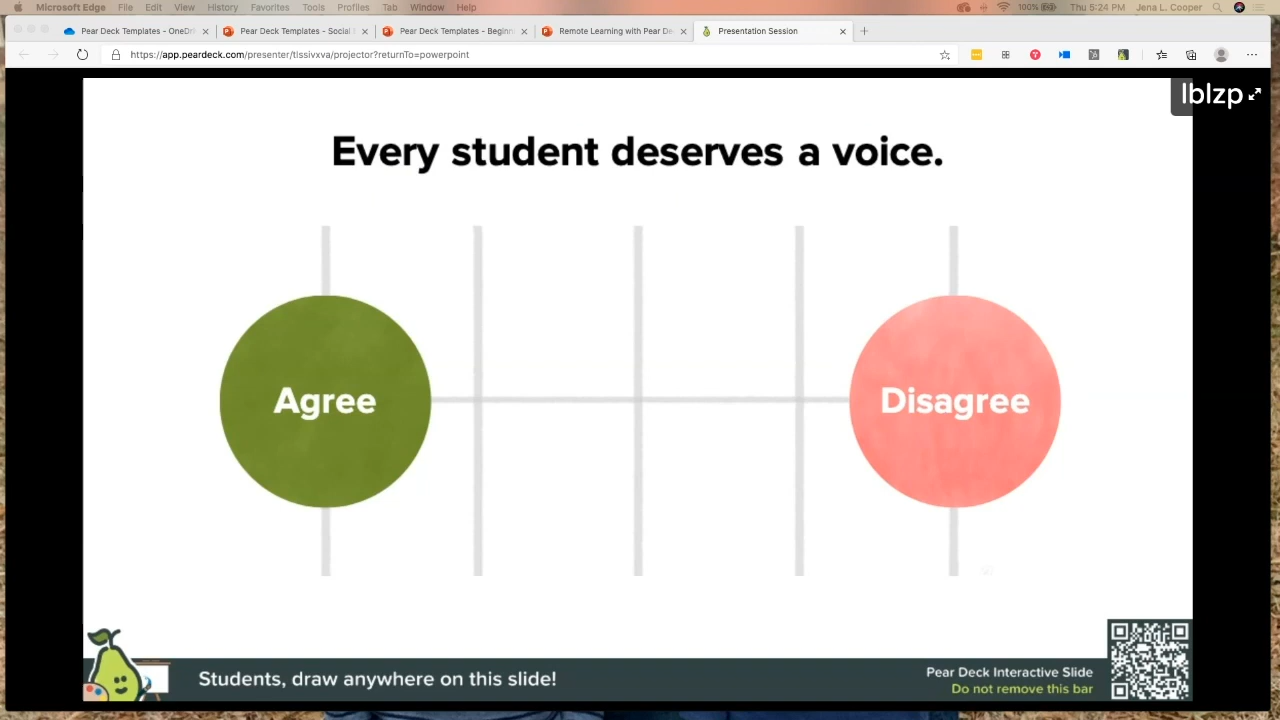 Microsoft Edge File Edit View History Favorites Tools Profiles Tab Window Help 100% Thu 5:24 PM Jena L. Cooper
Pear Deck Templates - OneDri Pear Deck Templates - Social Pear Deck Templates - Beginn Remote Learning with Pear De Presentation Session
https://app.peardeck.com/presenter/tlssivxva/projector?returnTo=powerpoint
lblzp
Every student deserves a voice.
Agree
Disagree
Students, draw anywhere on this slide!
Pear Deck Interactive Slide
Do not remove this bar